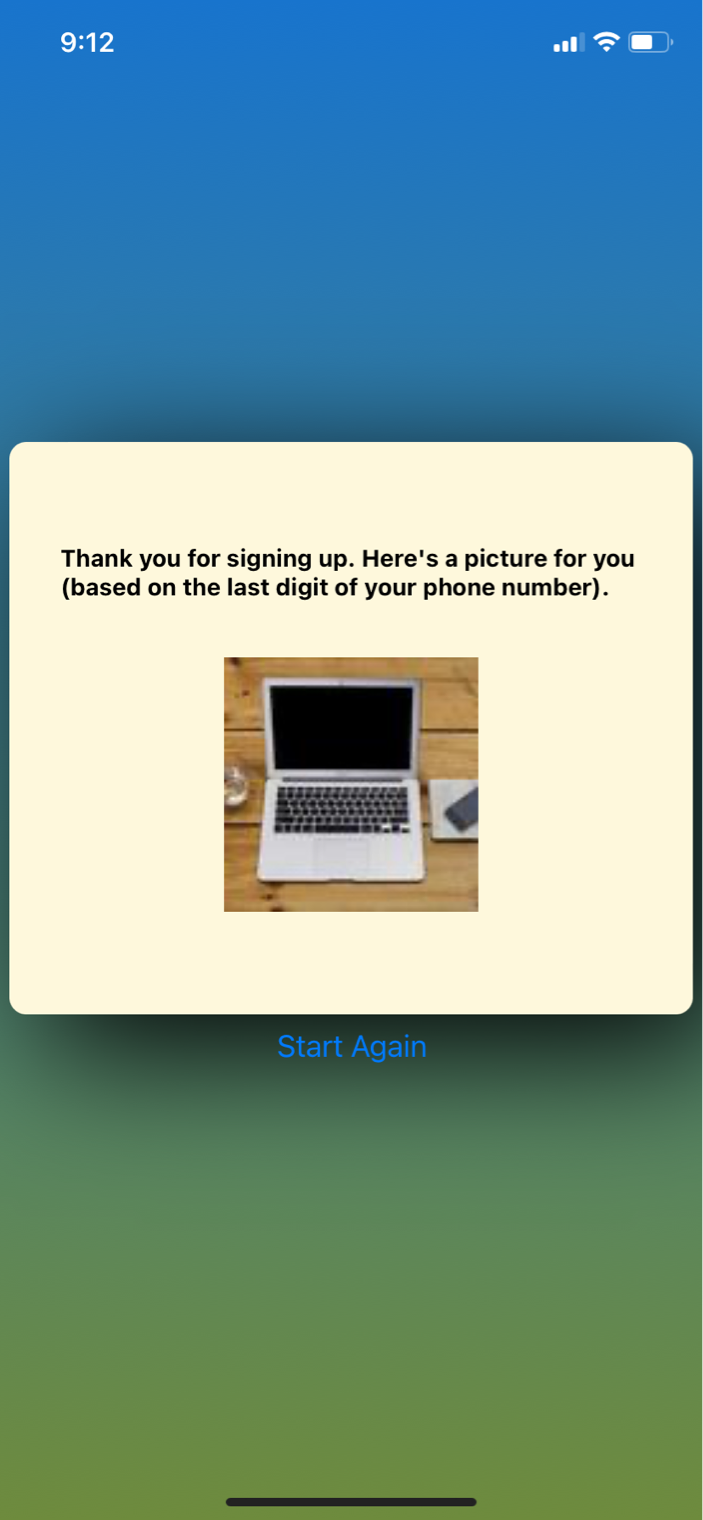 9:12
Thank you for signing up. Here's a picture for you
(based on the last digit of your phone number).
Start Again